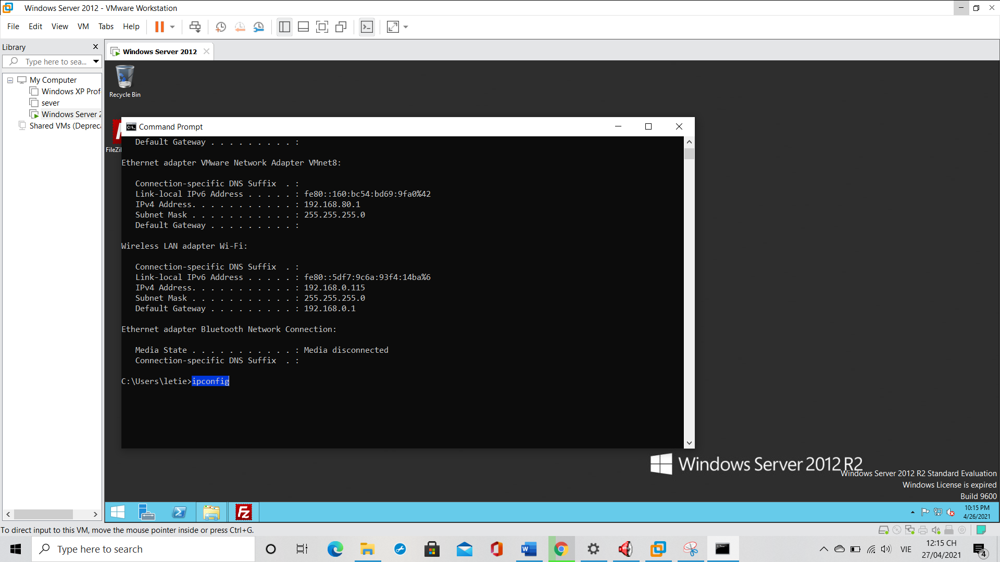 Windows Server 2012 - VMware Workstation
File Edit View VM Tabs Help
Library
Type here to sea...
My Computer
Windows XP Prof
sever
Windows Server 2
Shared VMs (Depreca
Windows Server 2012
Recycle Bin
FileZil
Command Prompt
Default Gateway . . . . . . . . . :
Ethernet adapter VMware Network Adapter VMnet8:
Connection-specific DNS Suffix  . :
Link-local IPv6 Address . . . . . : fe80::160:bc54:bd69:9fa0%42
IPv4 Address. . . . . . . . . . . : 192.168.80.1
Subnet Mask . . . . . . . . . . . : 255.255.255.0
Default Gateway . . . . . . . . . :
Wireless LAN adapter Wi-Fi:
Connection-specific DNS Suffix  . :
Link-local IPv6 Address . . . . . : fe80::5df7:9c6a:93f4:14ba%6
IPv4 Address. . . . . . . . . . . : 192.168.0.115
Subnet Mask . . . . . . . . . . . : 255.255.255.0
Default Gateway . . . . . . . . . : 192.168.0.1
Ethernet adapter Bluetooth Network Connection:
Media State . . . . . . . . . . . : Media disconnected
Connection-specific DNS Suffix  . :
C:\Users\letie>ipconfig
Windows Server 2012 R2
Windows Server 2012 R2 Standard Evaluation
Windows License is expired
Build 9600
10:15 PM
4/26/2021
To direct input to this VM, move the mouse pointer inside or press Ctrl+G.
Type here to search
VIE
12:15 CH
27/04/2021
4